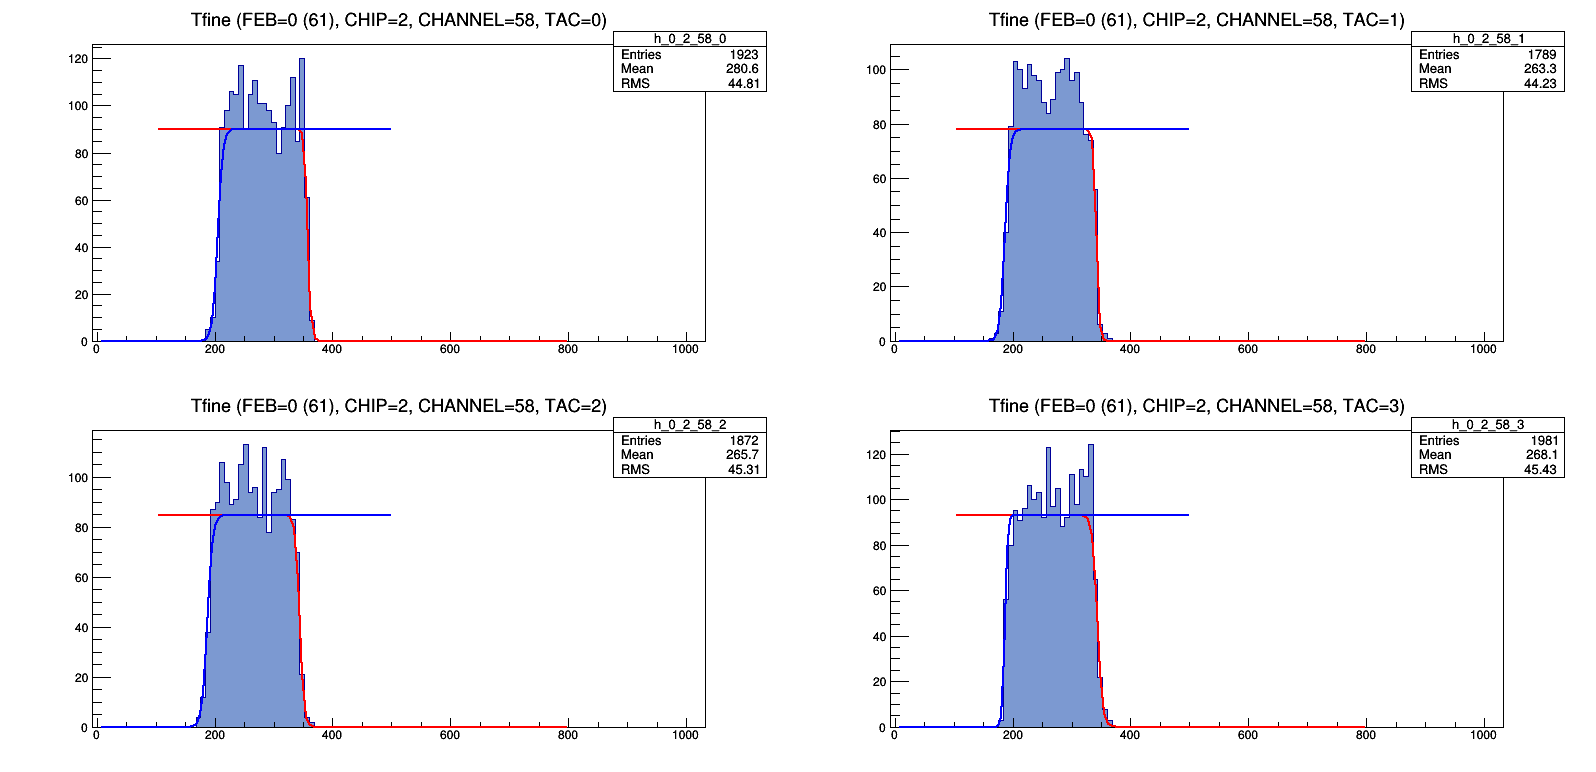 Tfine (FEB=0 (61), CHIP=2, CHANNEL=58, TAC=0)
h_0_2_58_0
Entries 1923
Mean 280.6
RMS 44.81
120
100
80
60
40
20
0
0 200 400 600 800 1000
Tfine (FEB=0 (61), CHIP=2, CHANNEL=58, TAC=1)
h_0_2_58_1
Entries 1789
Mean 263.3
RMS 44.23
100
80
60
40
20
0
0 200 400 600 800 1000
Tfine (FEB=0 (61), CHIP=2, CHANNEL=58, TAC=2)
h_0_2_58_2
Entries 1872
Mean 265.7
RMS 45.31
100
80
60
40
20
0
0 200 400 600 800 1000
Tfine (FEB=0 (61), CHIP=2, CHANNEL=58, TAC=3)
h_0_2_58_3
Entries 1981
Mean 268.1
RMS 45.43
120
100
80
60
40
20
0
0 200 400 600 800 1000